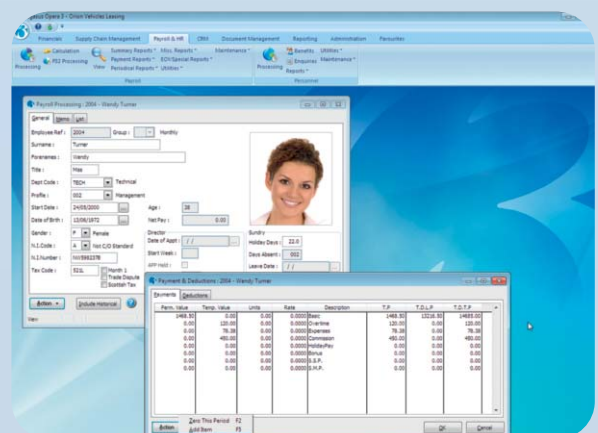 Pegasus Opera 3 - Orion Vehicles Leasing
Financials Supply Chain Management Payroll & HR CRM Document Management Reporting Administration Favourites
Processing Calculation PSS Processing View
Summary Reports Misc. Reports Maintenance
Payment Reports EOY/Special Reports
Periodical Reports Utilities
Payroll
Processing Benefits Utilities
Enquiries Maintenance
Reports
Personnel
Payroll Processing : 2004 - Wendy Turner
General Items List
Employee Ref : 2004 Group : Monthly
Surname : Turner
Forenames : Wendy
Title : Miss
Dept Code : TECH Technical
Profile : 002 Management
Start Date : 24/05/2000 Age : 38
Date of Birth : 12/06/1972 Net Pay : 0.00
Gender : F Female Director Sundry
Date of Appt : / / Holiday Days : 22.0
N.I.Code : A Not C/O Standard
Start Week : Days Absent : 002
N.I.Number :
APP Held : Leave Date : / /
Tax Code : 521L Month 1
Trade Dispute
Scottish Tax
Action Include Historical
View
Payment & Deductions : 2004 - Wendy Turner
Payments Deductions
Perm. Value Temp. Value Units Rate Description T.P T.D.L.P T.D.T.P
1468.50 0.00 0.00 0.0000 Basic 1468.50 13216.50 14685.00
0.00 120.00 0.00 0.0000 Overtime 120.00 0.00 120.00
0.00 78.38 0.00 0.0000 Expenses 78.38 0.00 78.38
0.00 450.00 0.00 0.0000 Commission 450.00 0.00 450.00
0.00 0.00 0.00 0.0000 HolidayPay 0.00 0.00 0.00
0.00 0.00 0.00 0.0000 Bonus 0.00 0.00 0.00
0.00 0.00 0.00 0.0000 S.S.P. 0.00 0.00 0.00
0.00 0.00 0.00 0.0000 S.M.P. 0.00 0.00 0.00
Zero This Period F2
Action Add Item F5 OK Cancel